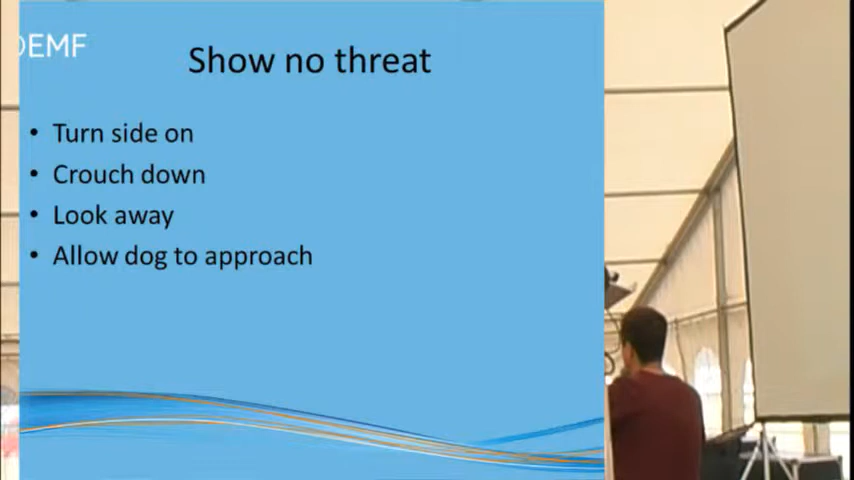 EMF
Show no threat
• Turn side on
• Crouch down
• Look away
• Allow dog to approach